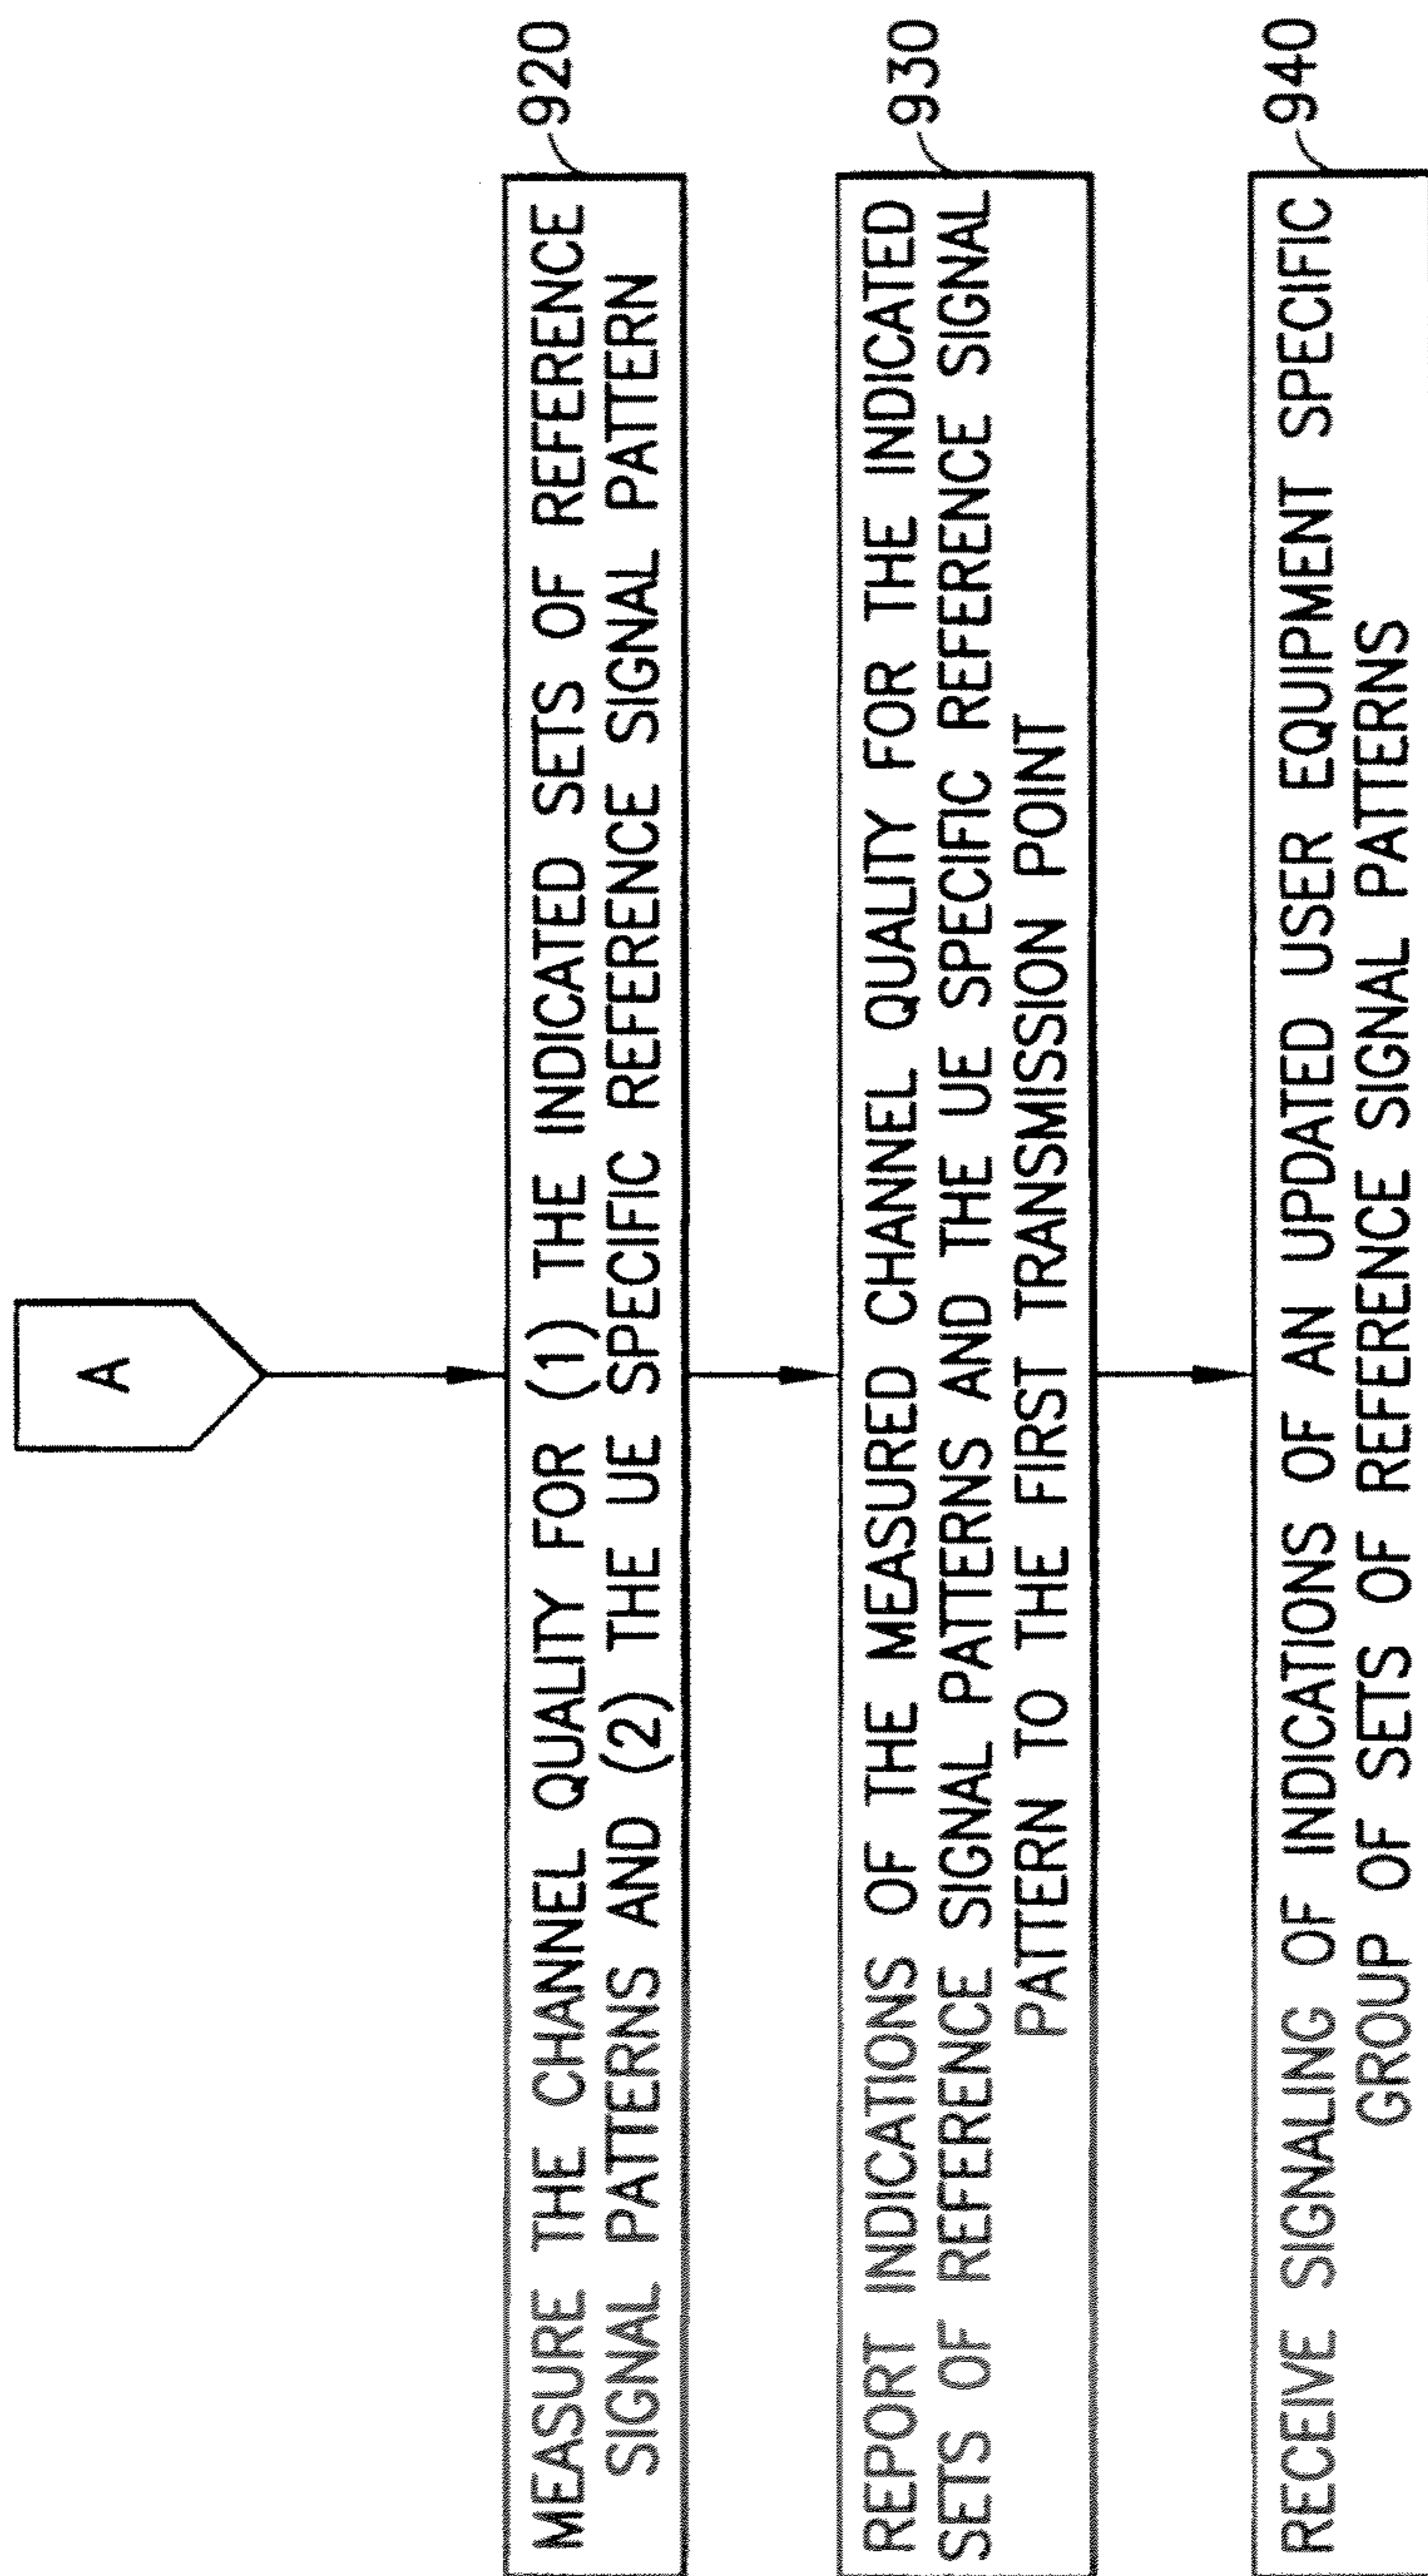 A
920
MEASURE THE CHANNEL QUALITY FOR (1) THE INDICATED SETS OF REFERENCE
SIGNAL PATTERNS AND (2) THE UE SPECIFIC REFERENCE SIGNAL PATTERN
930
REPORT INDICATIONS OF THE MEASURED CHANNEL QUALITY FOR THE INDICATED
SETS OF REFERENCE SIGNAL PATTERNS AND THE UE SPECIFIC REFERENCE SIGNAL
PATTERN TO THE FIRST TRANSMISSION POINT
940
RECEIVE SIGNALING OF INDICATIONS OF AN UPDATED USER EQUIPMENT SPECIFIC
GROUP OF SETS OF REFERENCE SIGNAL PATTERNS